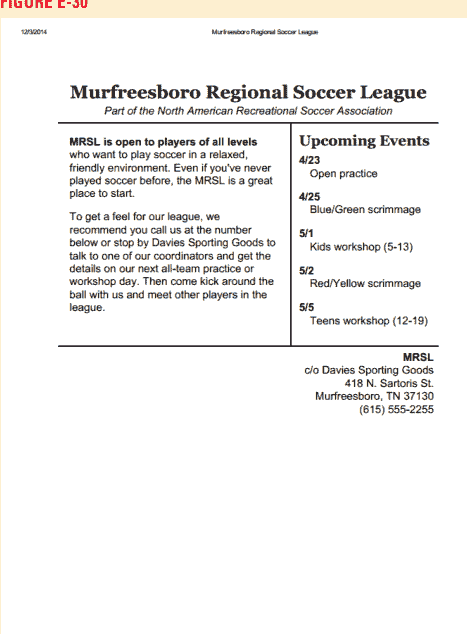 FIGURE E-30
12/3/2014 Murfreesboro Regional Soccer League
Murfreesboro Regional Soccer League
Part of the North American Recreational Soccer Association
MRSL is open to players of all levels
who want to play soccer in a relaxed,
friendly environment. Even if you've never
played soccer before, the MRSL is a great
place to start.
To get a feel for our league, we
recommend you call us at the number
below or stop by Davies Sporting Goods to
talk to one of our coordinators and get the
details on our next all-team practice or
workshop day. Then come kick around the
ball with us and meet other players in the
league.
Upcoming Events
4/23
Open practice
4/25
Blue/Green scrimmage
5/1
Kids workshop (5-13)
5/2
Red/Yellow scrimmage
5/5
Teens workshop (12-19)
MRSL
c/o Davies Sporting Goods
418 N. Sartoris St.
Murfreesboro, TN 37130
(615) 555-2255